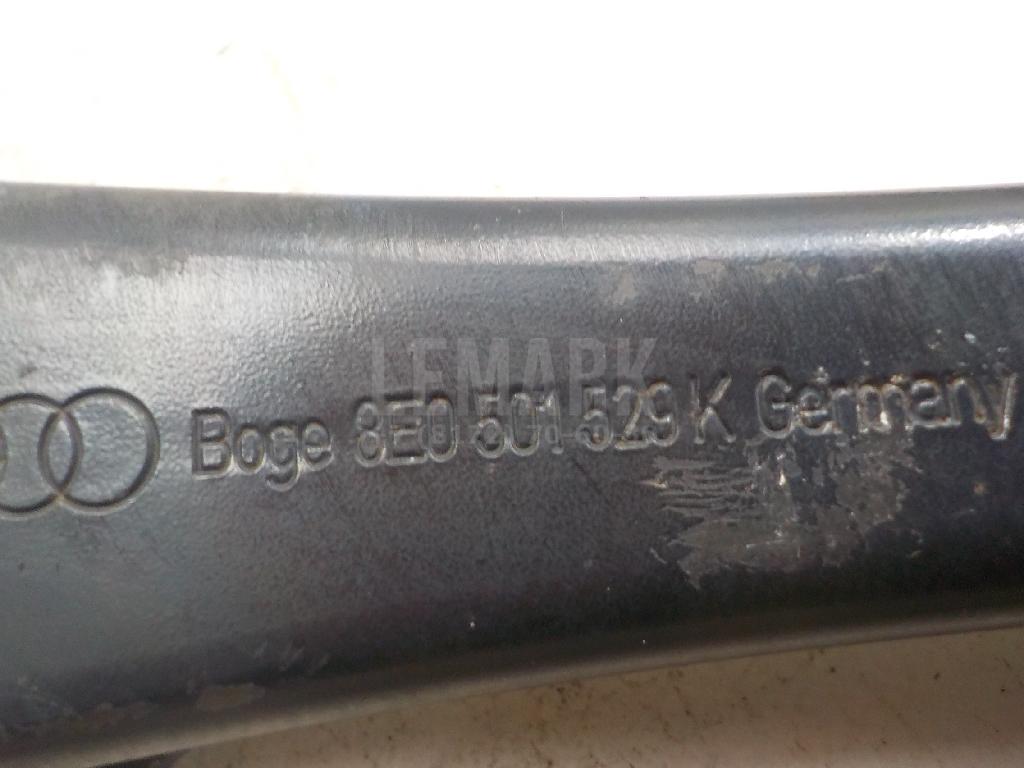 LEMARK
Boge 8E0 501 529 K Germany